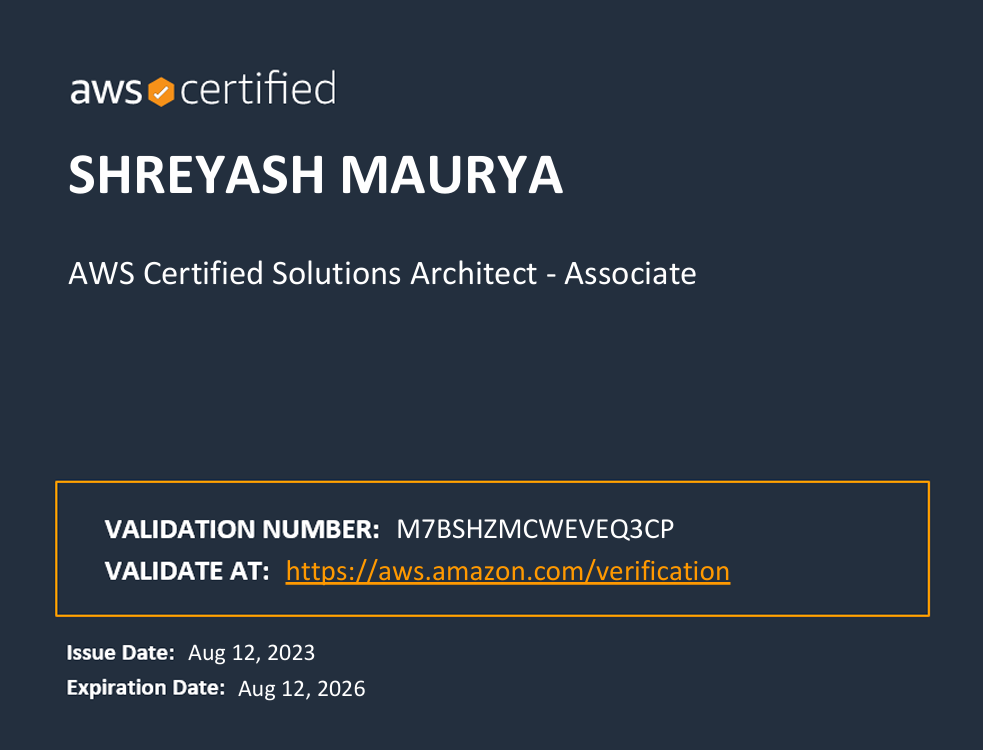 aws certified
SHREYASH MAURYA
AWS Certified Solutions Architect - Associate
VALIDATION NUMBER: M7BSHZMCWEVEQ3CP
VALIDATE AT: https://aws.amazon.com/verification
Issue Date: Aug 12, 2023
Expiration Date: Aug 12, 2026